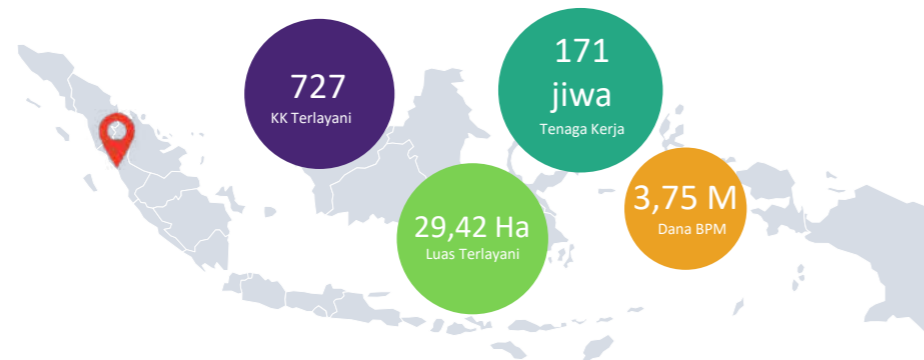 727
KK Terlayani
171
jiwa
Tenaga Kerja
29,42 Ha
Luas Terlayani
3,75 M
Dana BPM